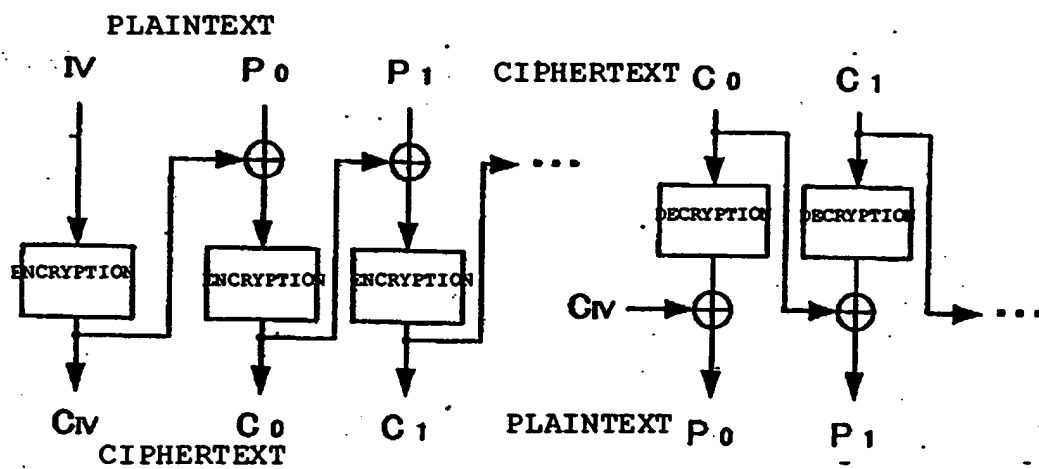 PLAINTEXT
IV P0 P1
ENCRYPTION ENCRYPTION ENCRYPTION
...
CIV C0 C1
CIPHERTEXT
CIPHERTEXT C0 C1
DECRYPTION DECRYPTION
CIV
...
PLAINTEXT P0 P1